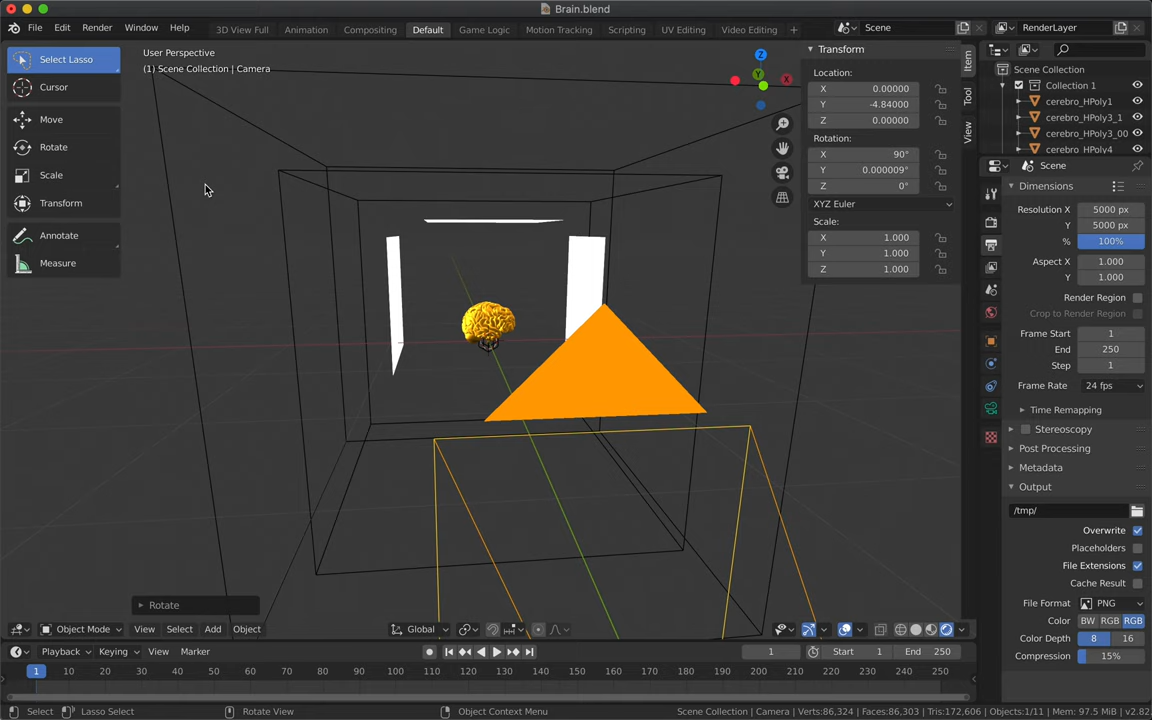 Brain.blend
File Edit Render Window Help
3D View Full Animation Compositing Default Game Logic Motion Tracking Scripting UV Editing Video Editing +
Scene
RenderLayer
Select Lasso
Cursor
Move
Rotate
Scale
Transform
Annotate
Measure
User Perspective
(1) Scene Collection | Camera
Z
Y
X
Transform
Location:
X 0.00000
Y -4.84000
Z 0.00000
Rotation:
X 90°
Y 0.000009°
Z 0°
XYZ Euler
Scale:
X 1.000
Y 1.000
Z 1.000
Item
Tool
View
Scene Collection
Collection 1
cerebro_HPoly1
cerebro_HPoly3_1
cerebro_HPoly3_00
cerebro_HPoly4
Scene
Dimensions
Resolution X 5000 px
Y 5000 px
% 100%
Aspect X 1.000
Y 1.000
Render Region
Crop to Render Region
Frame Start 1
End 250
Step 1
Frame Rate 24 fps
Time Remapping
Stereoscopy
Post Processing
Metadata
Output
/tmp/
Overwrite
Placeholders
File Extensions
Cache Result
File Format PNG
Color BW RGB RGB
Color Depth 8 16
Compression 15%
Rotate
Object Mode View Select Add Object
Global
Playback Keying View Marker
1 Start 1 End 250
1 10 20 30 40 50 60 70 80 90 100 110 120 130 140 150 160 170 180 190 200 210 220 230 240 250
Select Lasso Select Rotate View Object Context Menu
Scene Collection | Camera | Verts:86,324 | Faces:86,303 | Tris:172,606 | Objects:1/11 | Mem: 97.5 MiB | v2.82